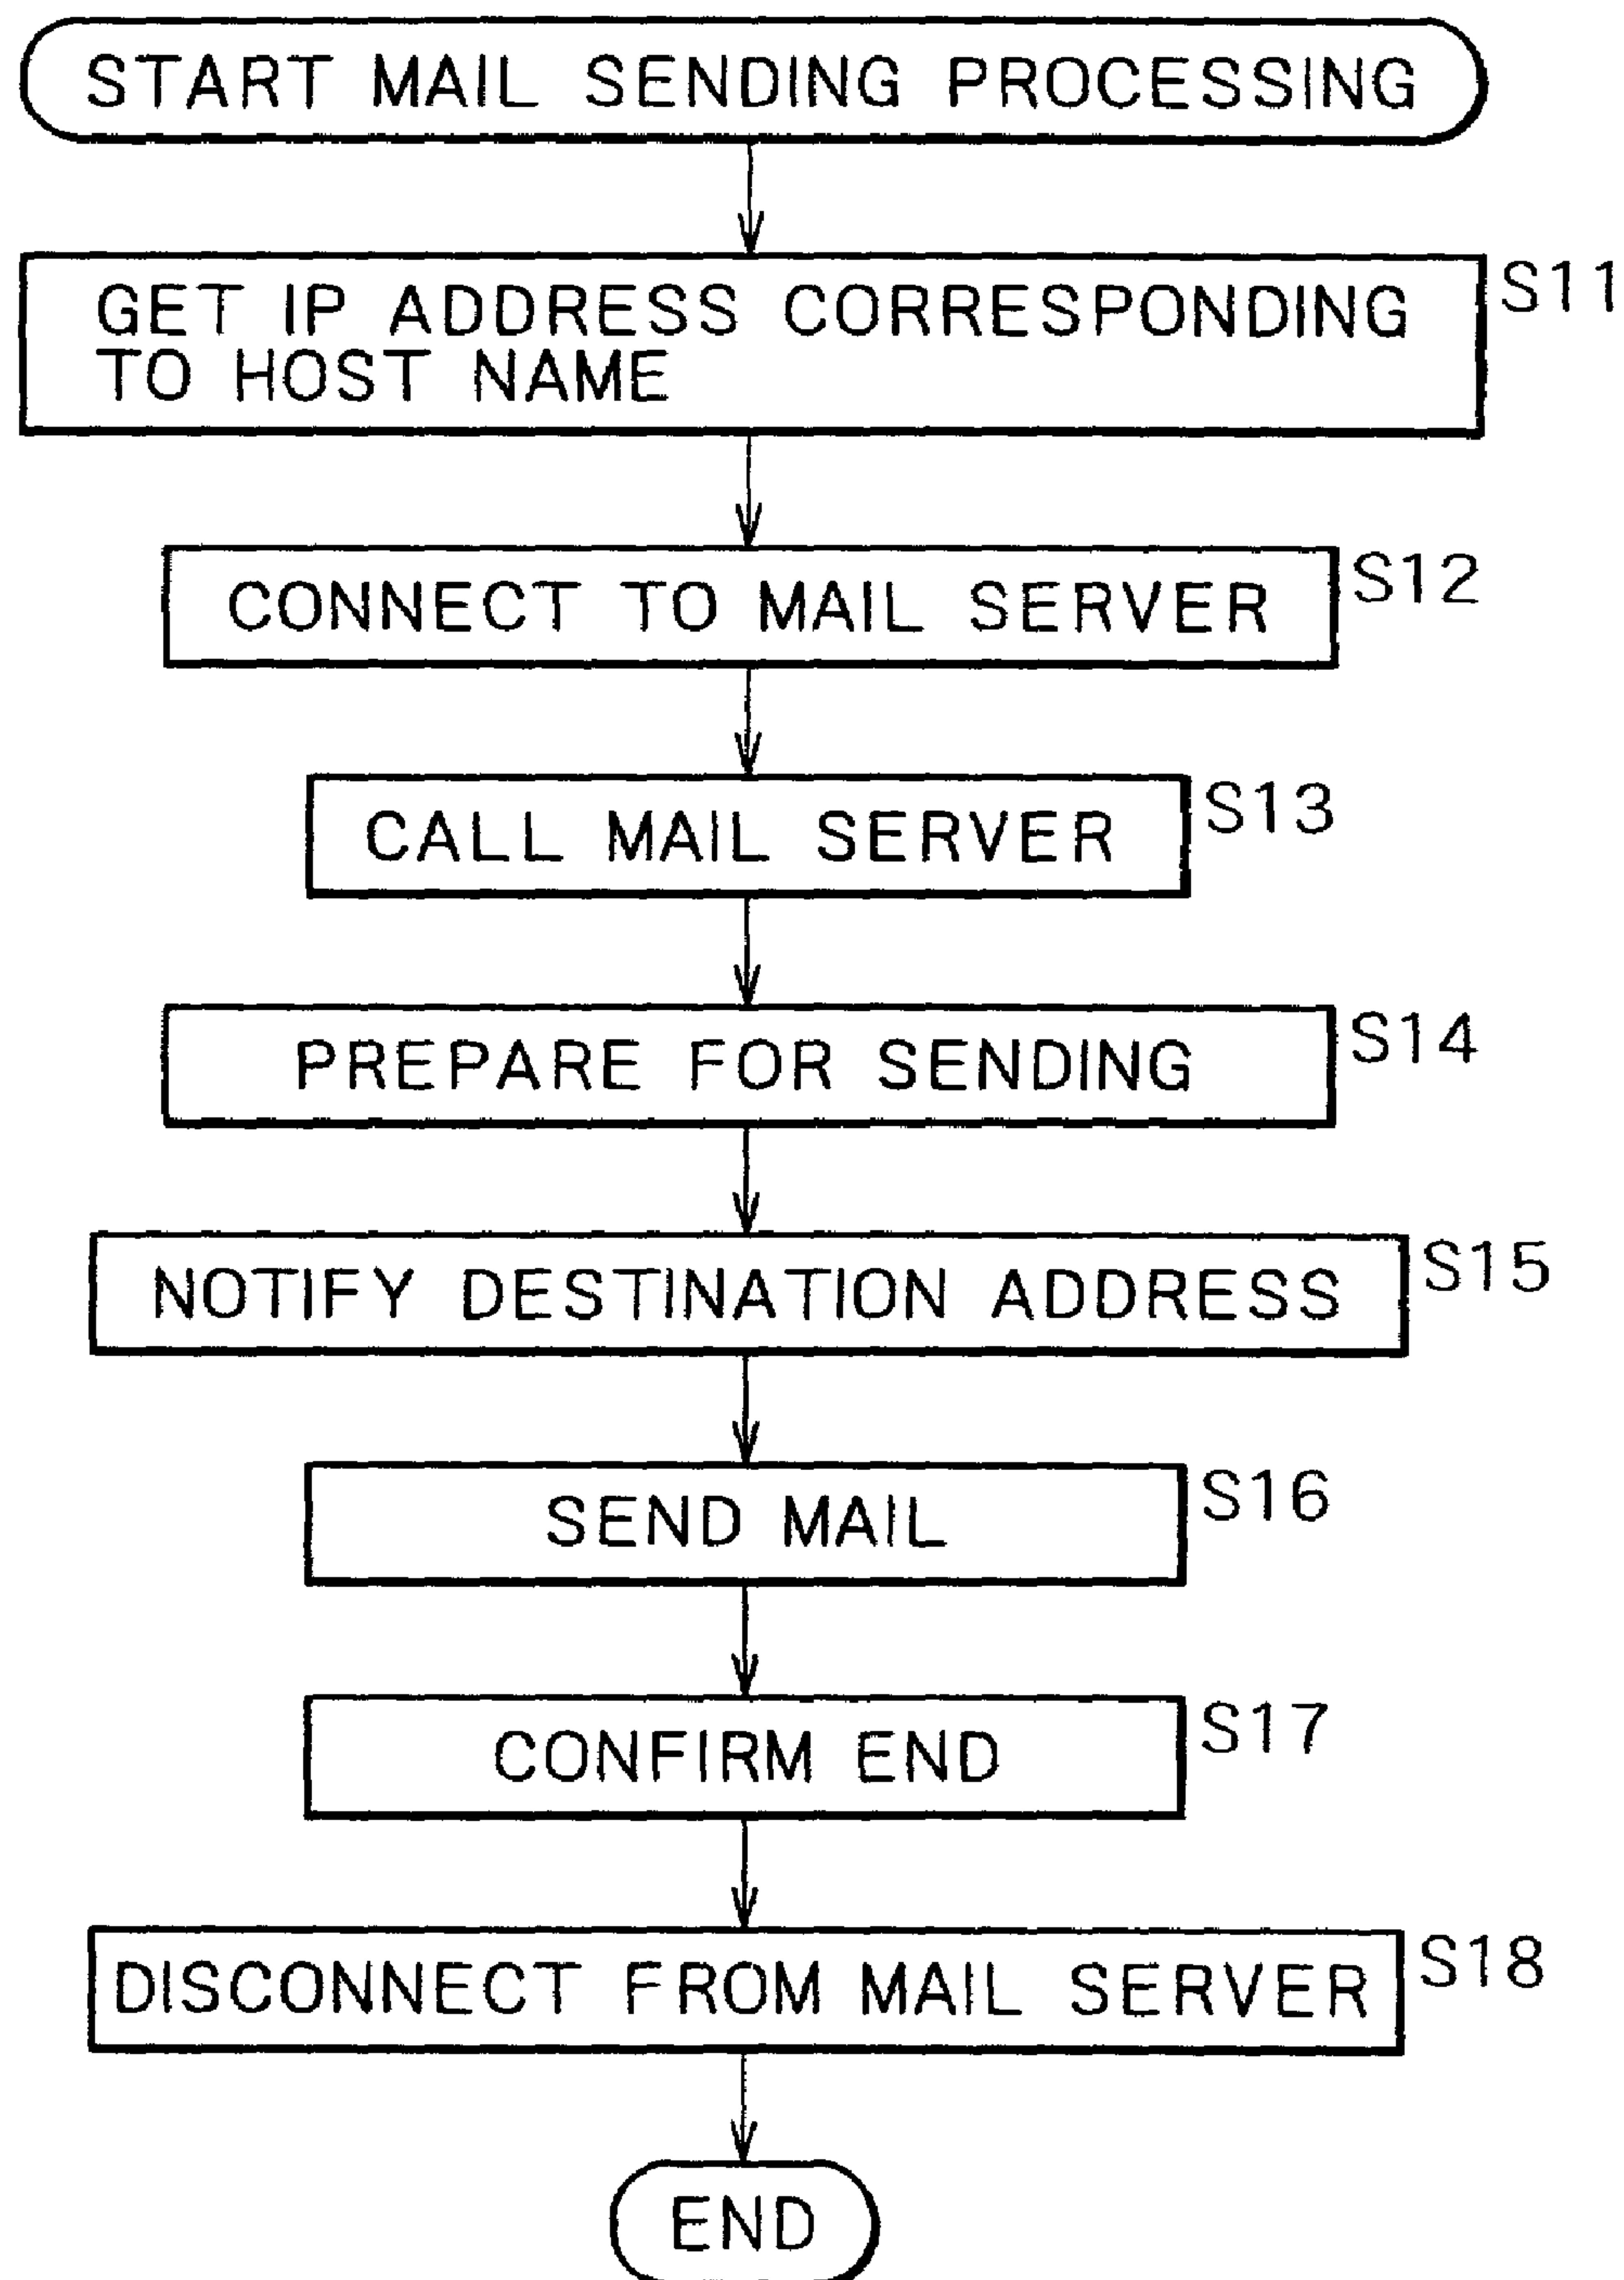 START MAIL SENDING PROCESSING
GET IP ADDRESS CORRESPONDING
TO HOST NAME
S11
CONNECT TO MAIL SERVER
S12
CALL MAIL SERVER
S13
PREPARE FOR SENDING
S14
NOTIFY DESTINATION ADDRESS
S15
SEND MAIL
S16
CONFIRM END
S17
DISCONNECT FROM MAIL SERVER
S18
END